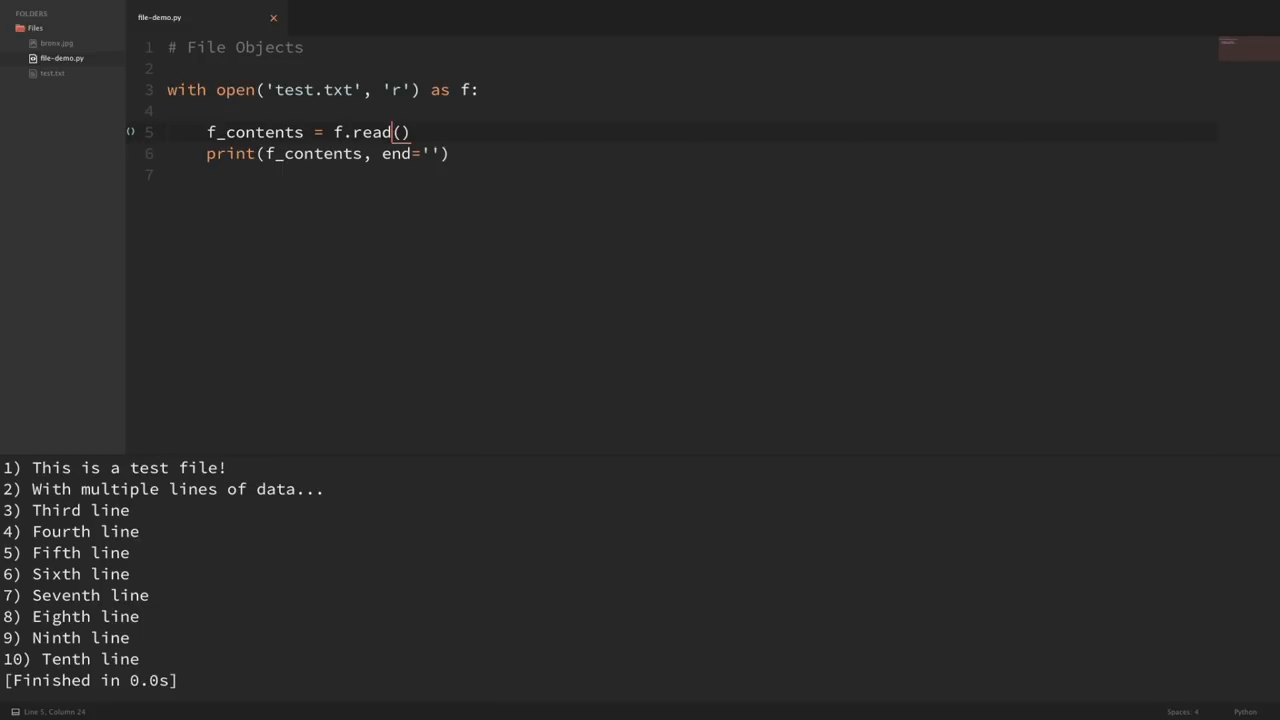 FOLDERS
Files
bronx.jpg
file-demo.py
test.txt
file-demo.py ×
1 # File Objects
2
3 with open('test.txt', 'r') as f:
4
() 5     f_contents = f.read()
6     print(f_contents, end='')
7
1) This is a test file!
2) With multiple lines of data...
3) Third line
4) Fourth line
5) Fifth line
6) Sixth line
7) Seventh line
8) Eighth line
9) Ninth line
10) Tenth line
[Finished in 0.0s]
Line 5, Column 24
Spaces: 4
Python